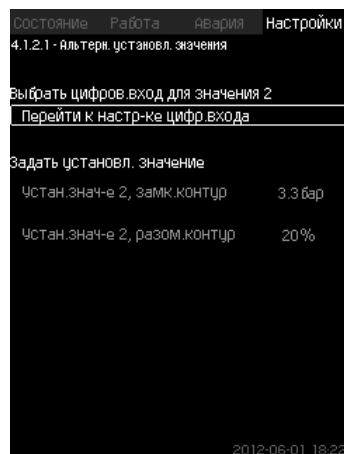 Состояние Работа Авария Настройки
4.1.2.1 - Альтерн. установл. значения
Выбрать цифров.вход для значения 2
Перейти к настр-ке цифр.входа
Задать установл. значение
Устан.знач-е 2, замк.контур 3.3 бар
Устан.знач-е 2, разом.контур 20%
2012-06-01 18:22